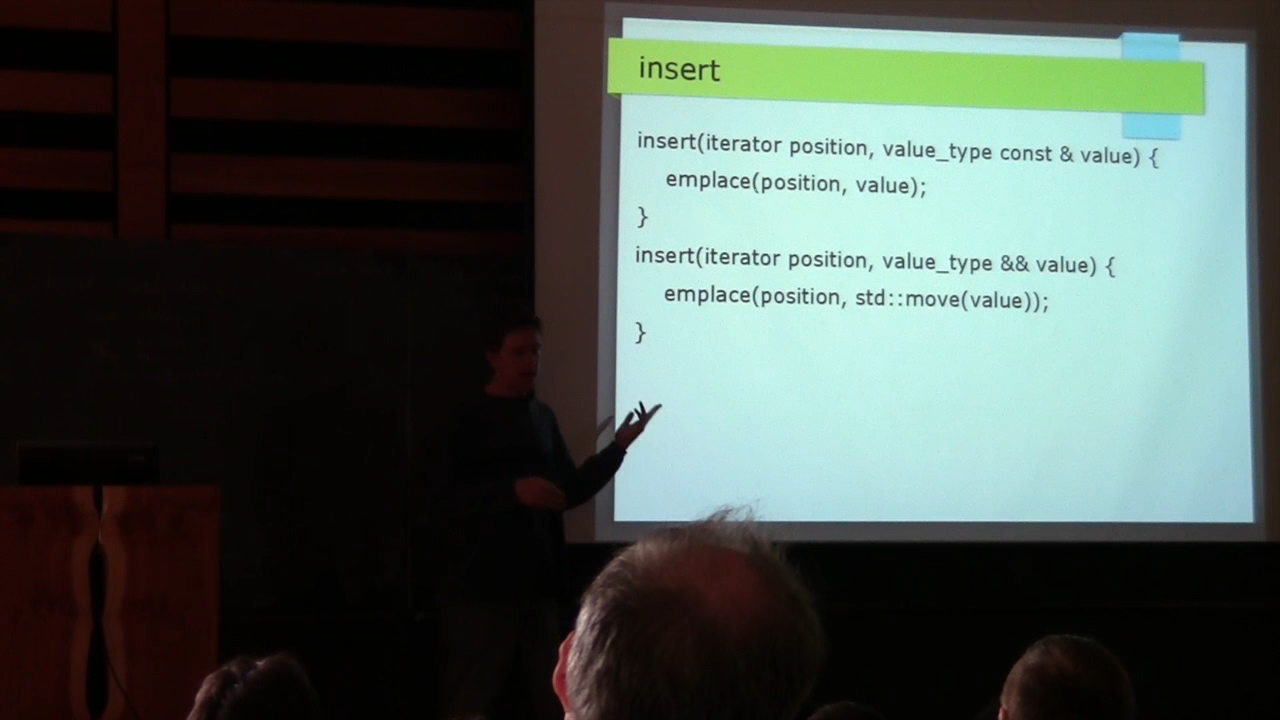 insert
insert(iterator position, value_type const & value) {
emplace(position, value);
}
insert(iterator position, value_type && value) {
emplace(position, std::move(value));
}